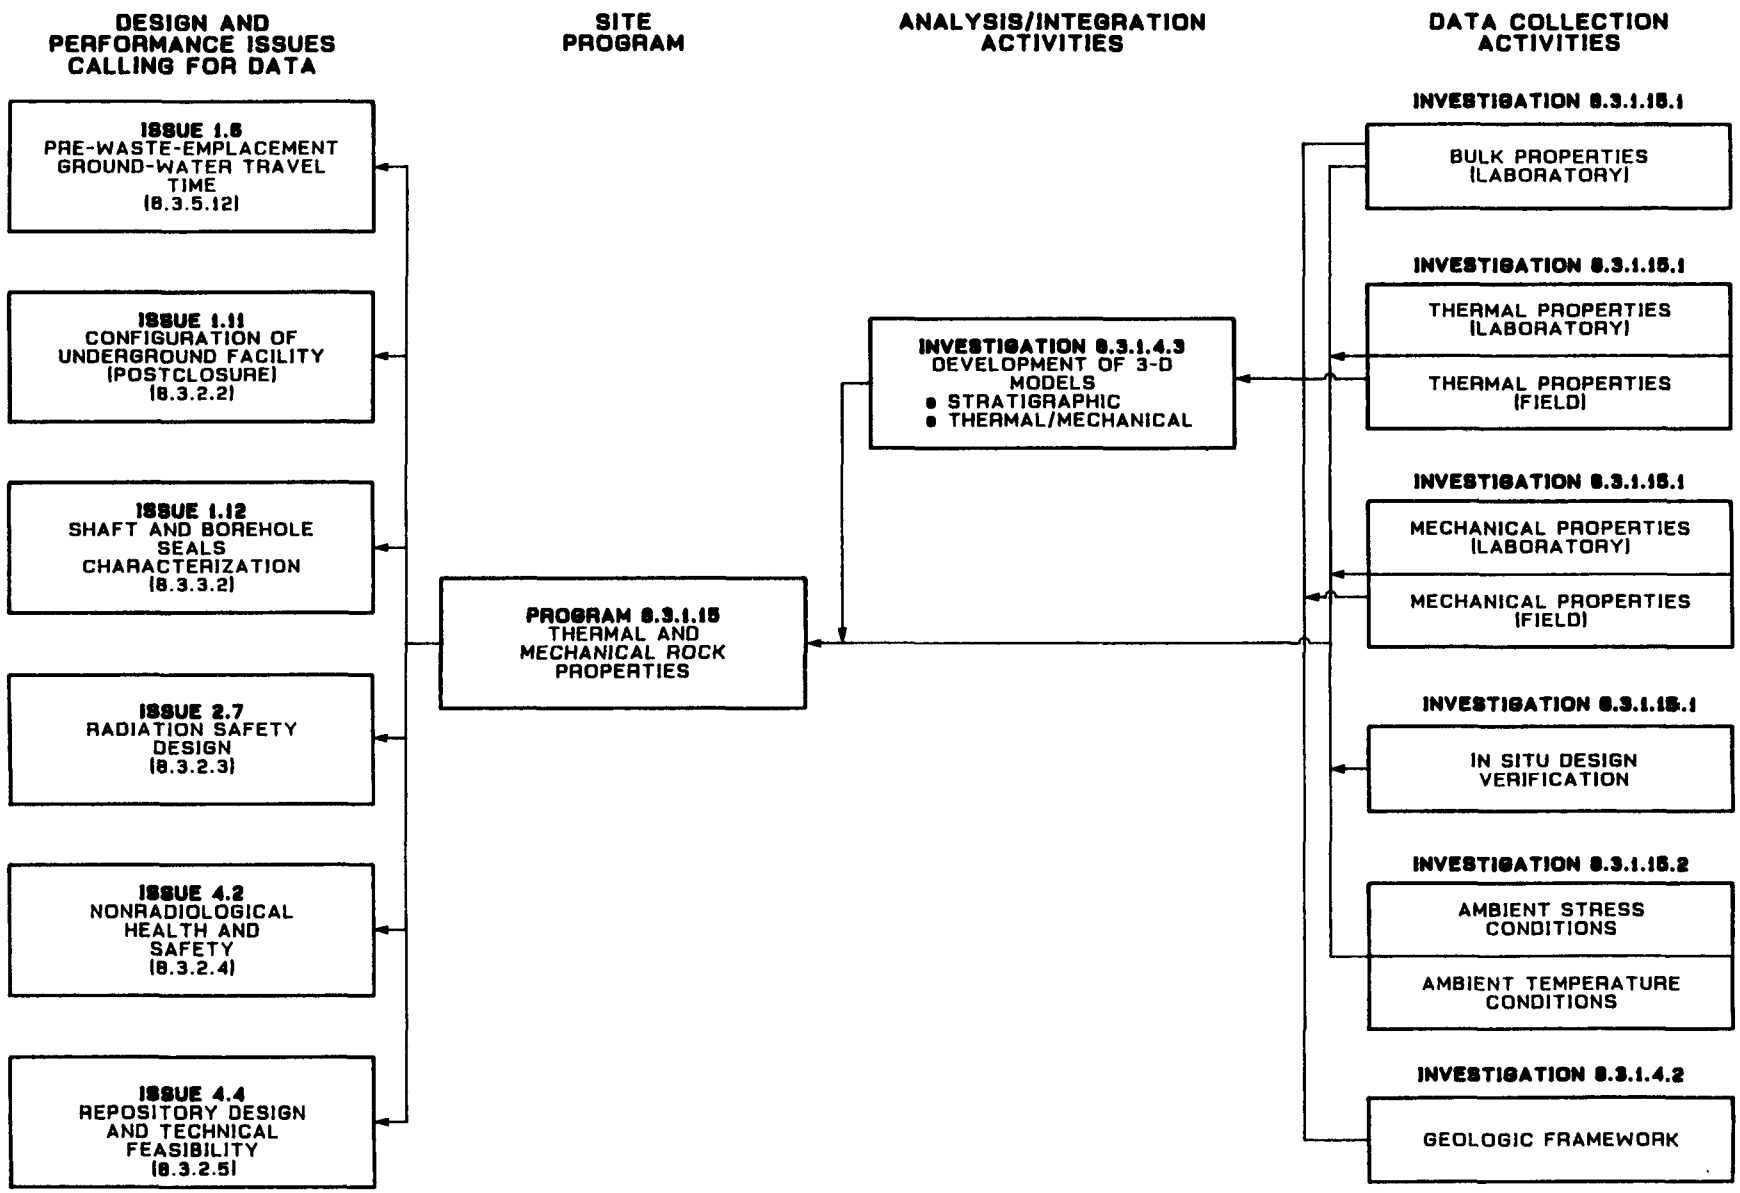 DESIGN AND
PERFORMANCE ISSUES
CALLING FOR DATA
ISSUE 1.6
PRE-WASTE-EMPLACEMENT
GROUND-WATER TRAVEL
TIME
(8.3.5.12)
ISSUE 1.11
CONFIGURATION OF
UNDERGROUND FACILITY
(POSTCLOSURE)
(8.3.2.2)
ISSUE 1.12
SHAFT AND BOREHOLE
SEALS
CHARACTERIZATION
(8.3.3.2)
ISSUE 2.7
RADIATION SAFETY
DESIGN
(8.3.2.3)
ISSUE 4.2
NONRADIOLOGICAL
HEALTH AND
SAFETY
(8.3.2.4)
ISSUE 4.4
REPOSITORY DESIGN
AND TECHNICAL
FEASIBILITY
(8.3.2.5)
SITE
PROGRAM
PROGRAM 8.3.1.15
THERMAL AND
MECHANICAL ROCK
PROPERTIES
ANALYSIS/INTEGRATION
ACTIVITIES
INVESTIGATION 8.3.1.4.3
DEVELOPMENT OF 3-D
MODELS
● STRATIGRAPHIC
● THERMAL/MECHANICAL
DATA COLLECTION
ACTIVITIES
INVESTIGATION 8.3.1.15.1
BULK PROPERTIES
(LABORATORY)
INVESTIGATION 8.3.1.15.1
THERMAL PROPERTIES
(LABORATORY)
THERMAL PROPERTIES
(FIELD)
INVESTIGATION 8.3.1.15.1
MECHANICAL PROPERTIES
(LABORATORY)
MECHANICAL PROPERTIES
(FIELD)
INVESTIGATION 8.3.1.15.1
IN SITU DESIGN
VERIFICATION
INVESTIGATION 8.3.1.15.2
AMBIENT STRESS
CONDITIONS
AMBIENT TEMPERATURE
CONDITIONS
INVESTIGATION 8.3.1.4.2
GEOLOGIC FRAMEWORK